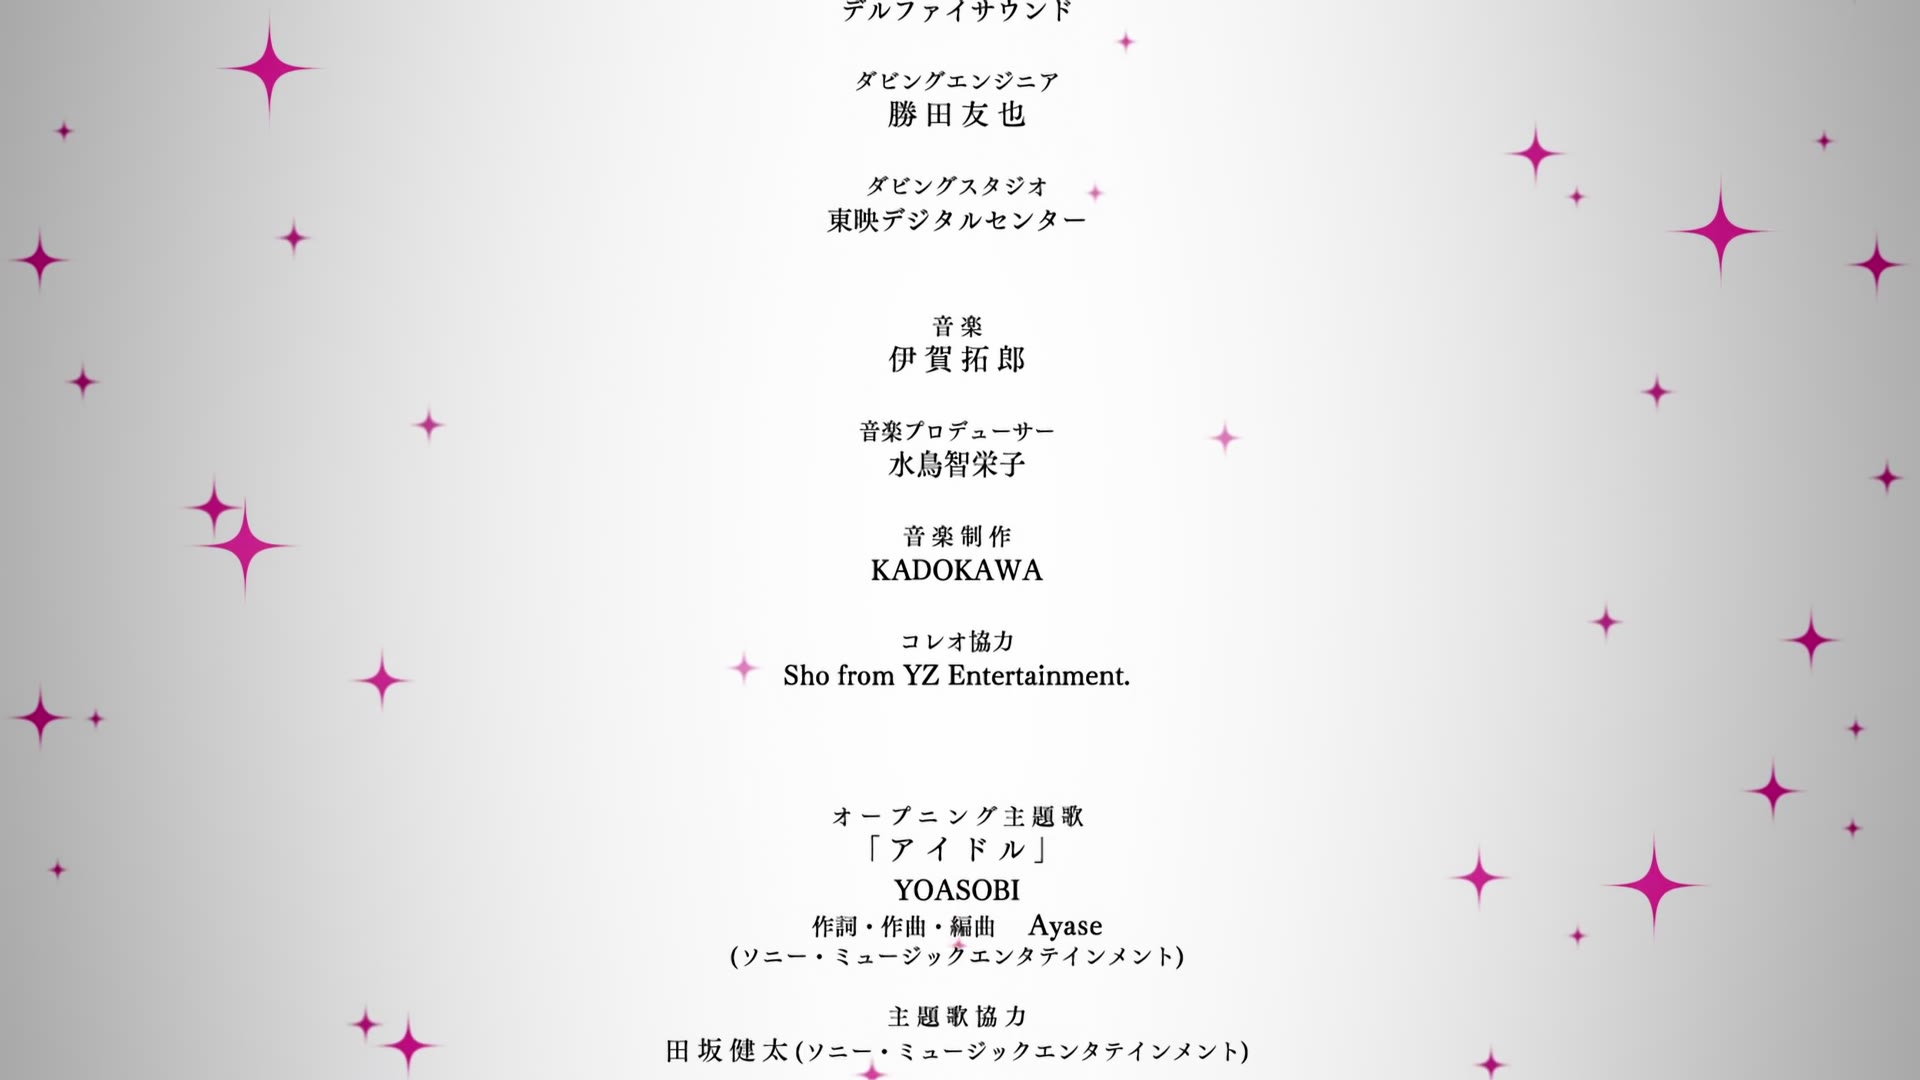 デルファイサウンド
ダビングエンジニア
勝田友也
ダビングスタジオ
東映デジタルセンター
音楽
伊賀拓郎
音楽プロデューサー
水鳥智栄子
音楽制作
KADOKAWA
コレオ協力
Sho from YZ Entertainment.
オープニング主題歌
「アイドル」
YOASOBI
作詞・作曲・編曲　Ayase
(ソニー・ミュージックエンタテインメント)
主題歌協力
田坂健太(ソニー・ミュージックエンタテインメント)